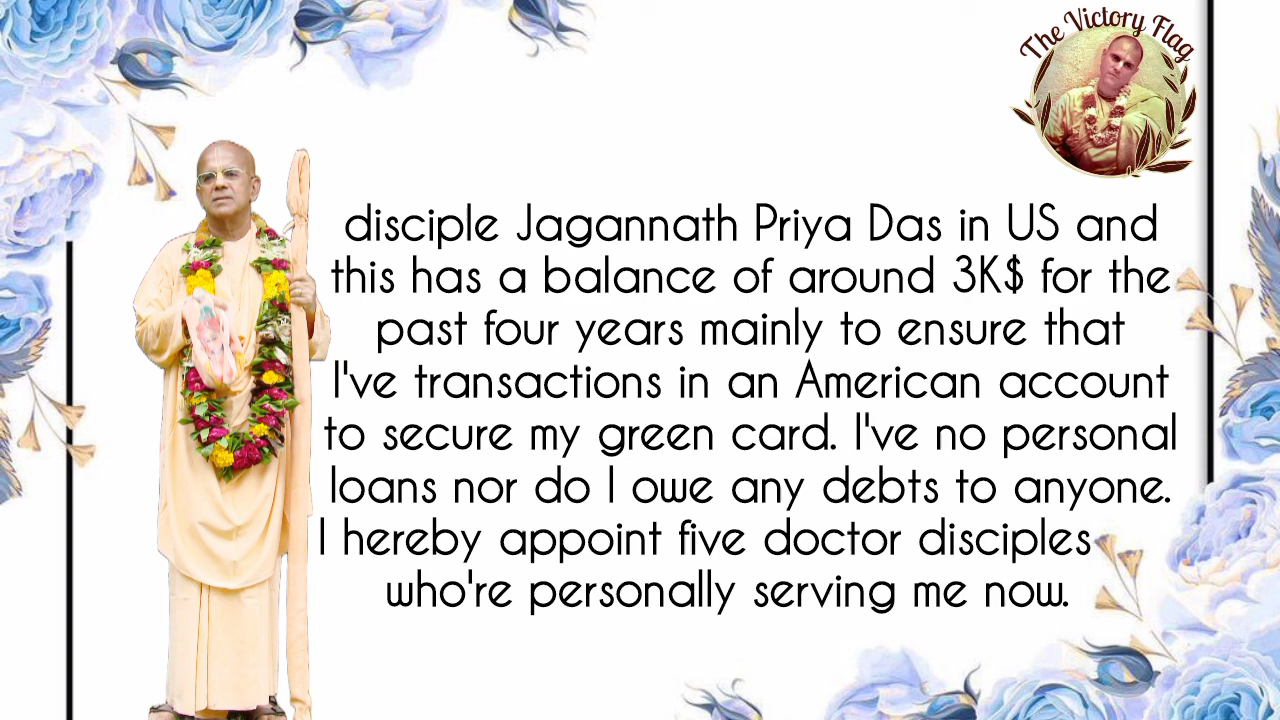 The Victory Flag
disciple Jagannath Priya Das in US and
this has a balance of around 3K$ for the
past four years mainly to ensure that
I've transactions in an American account
to secure my green card. I've no personal
loans nor do I owe any debts to anyone.
I hereby appoint five doctor disciples
who're personally serving me now.